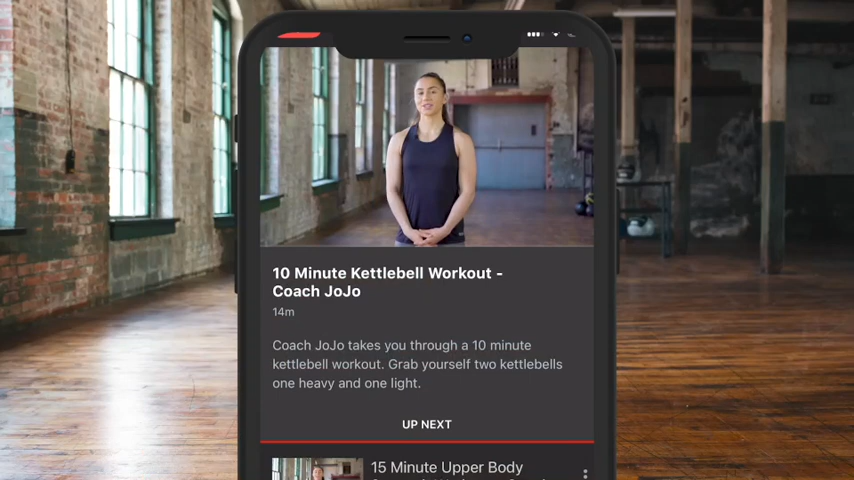 10 Minute Kettlebell Workout -
Coach JoJo
14m
Coach JoJo takes you through a 10 minute
kettlebell workout. Grab yourself two kettlebells
one heavy and one light.
UP NEXT
15 Minute Upper Body